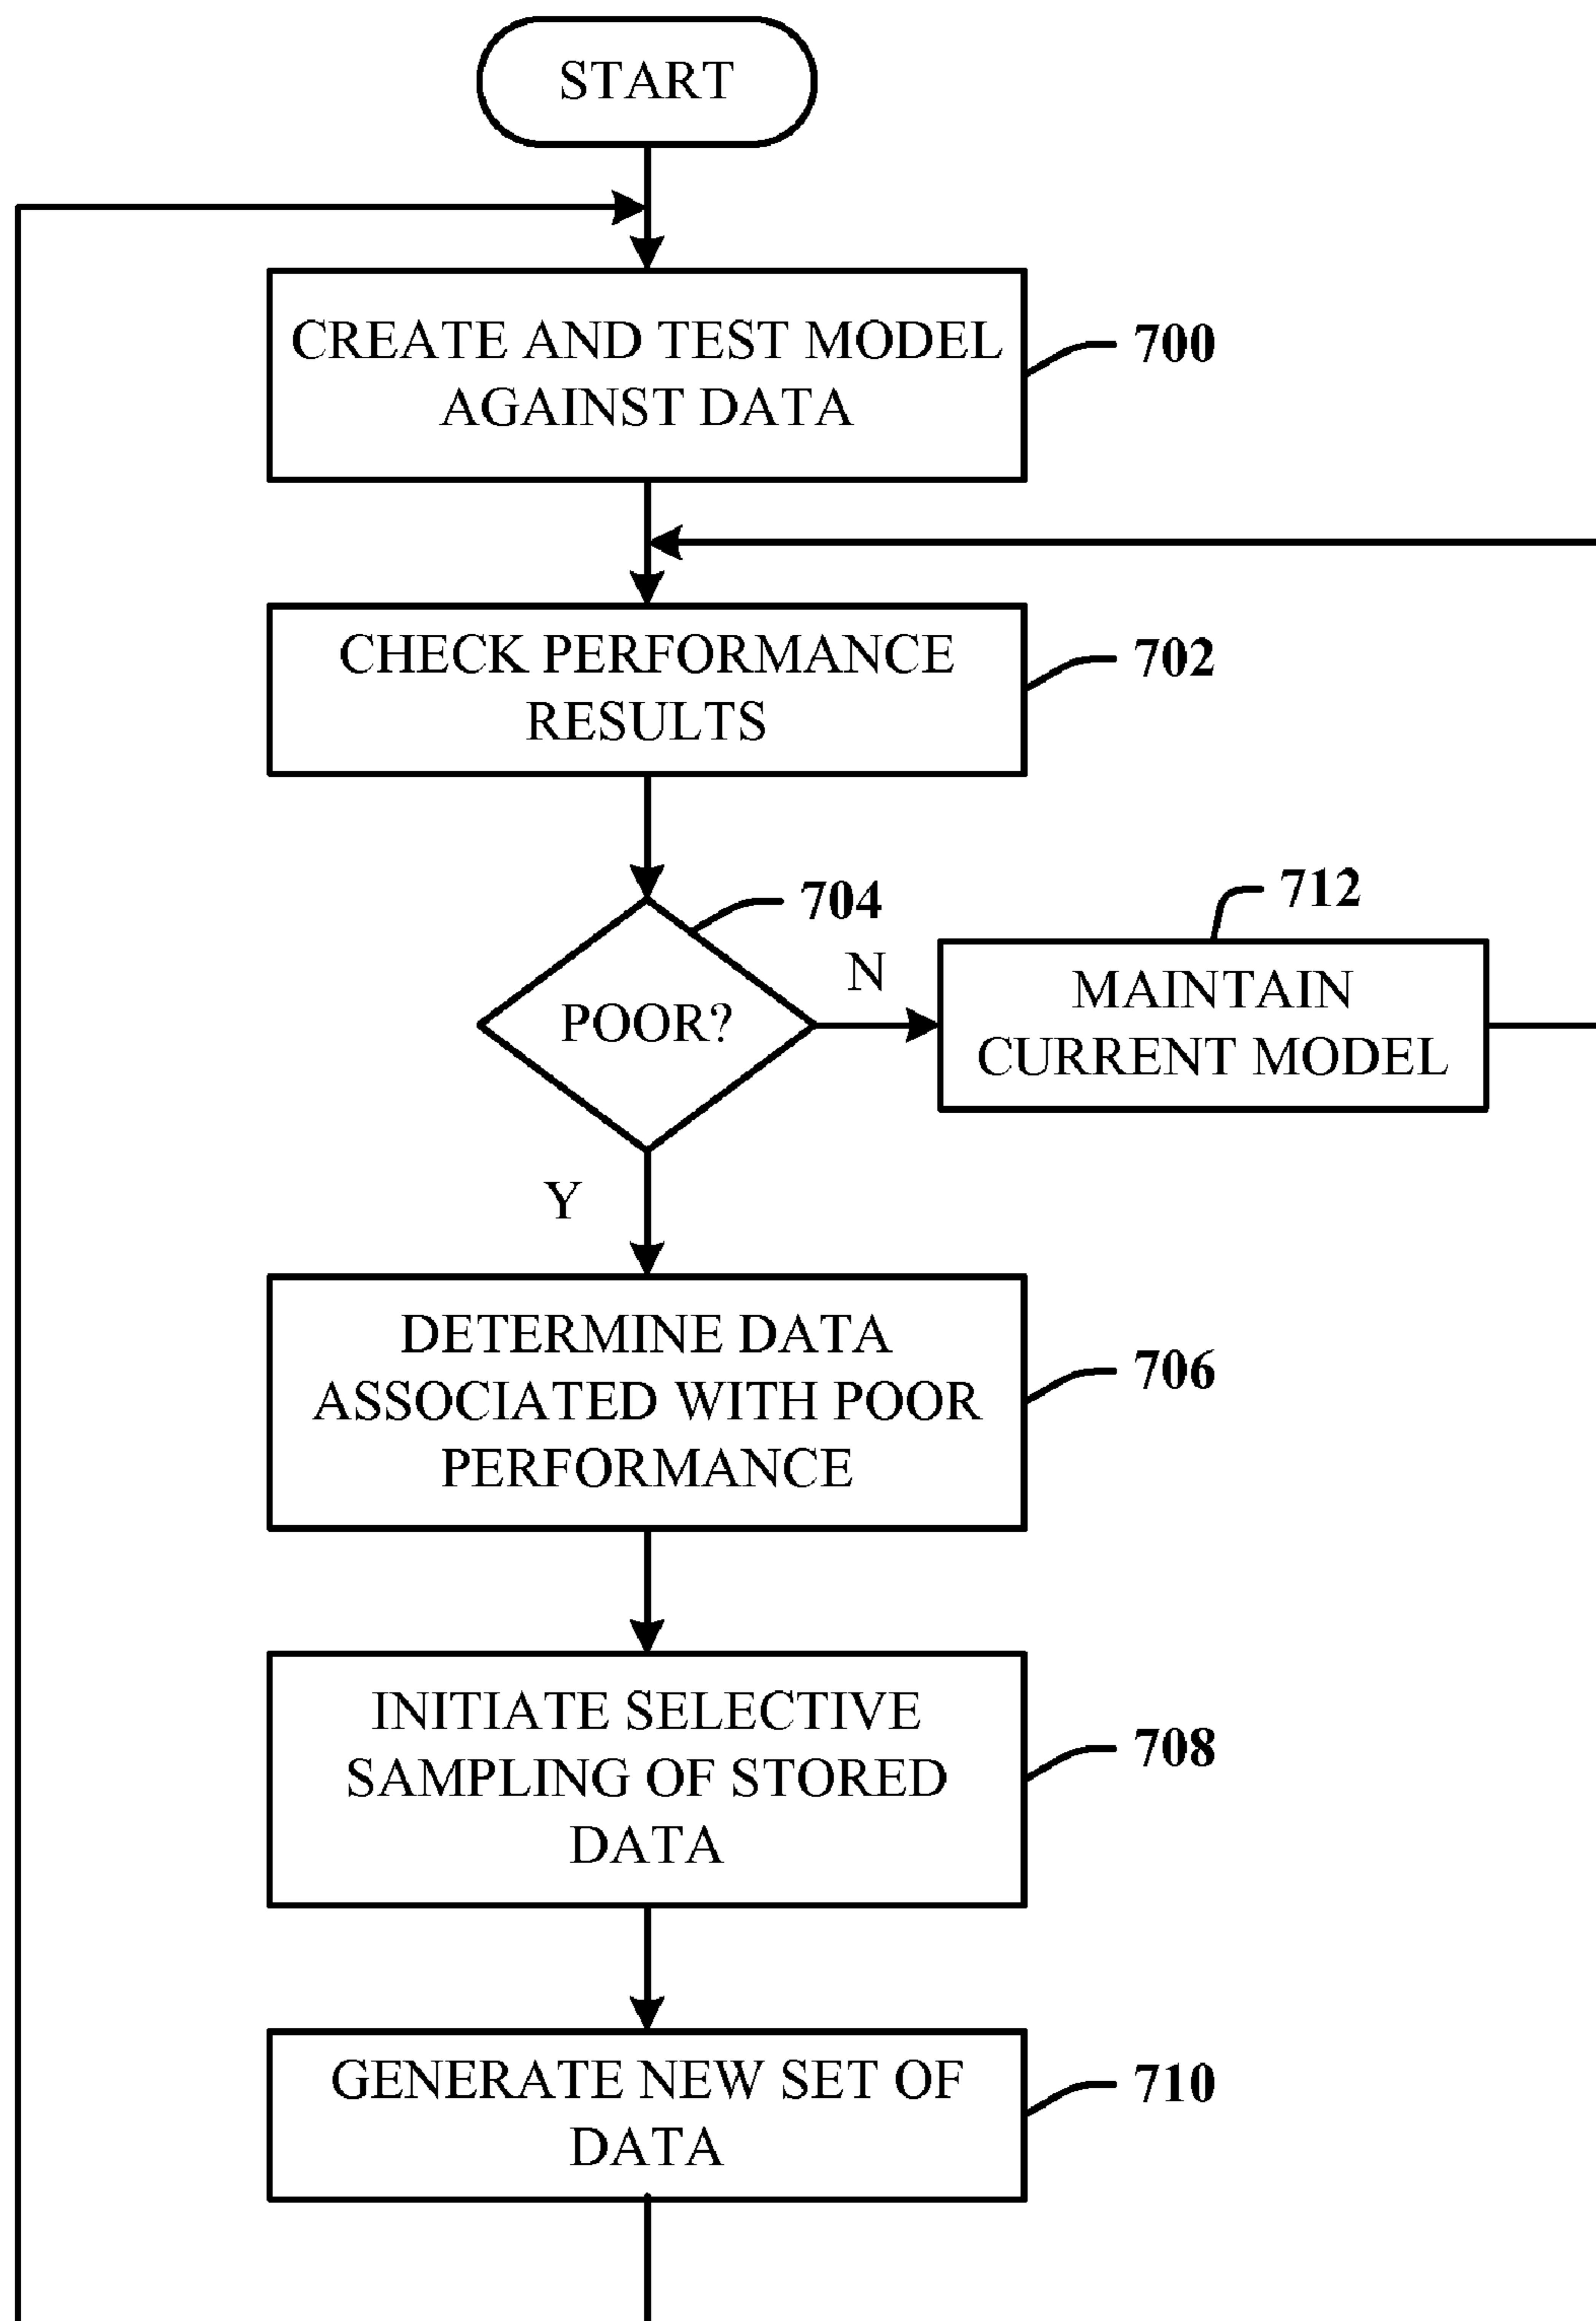 START
CREATE AND TEST MODEL
AGAINST DATA
700
CHECK PERFORMANCE
RESULTS
702
704
POOR?
N
712
MAINTAIN
CURRENT MODEL
Y
DETERMINE DATA
ASSOCIATED WITH POOR
PERFORMANCE
706
INITIATE SELECTIVE
SAMPLING OF STORED
DATA
708
GENERATE NEW SET OF
DATA
710